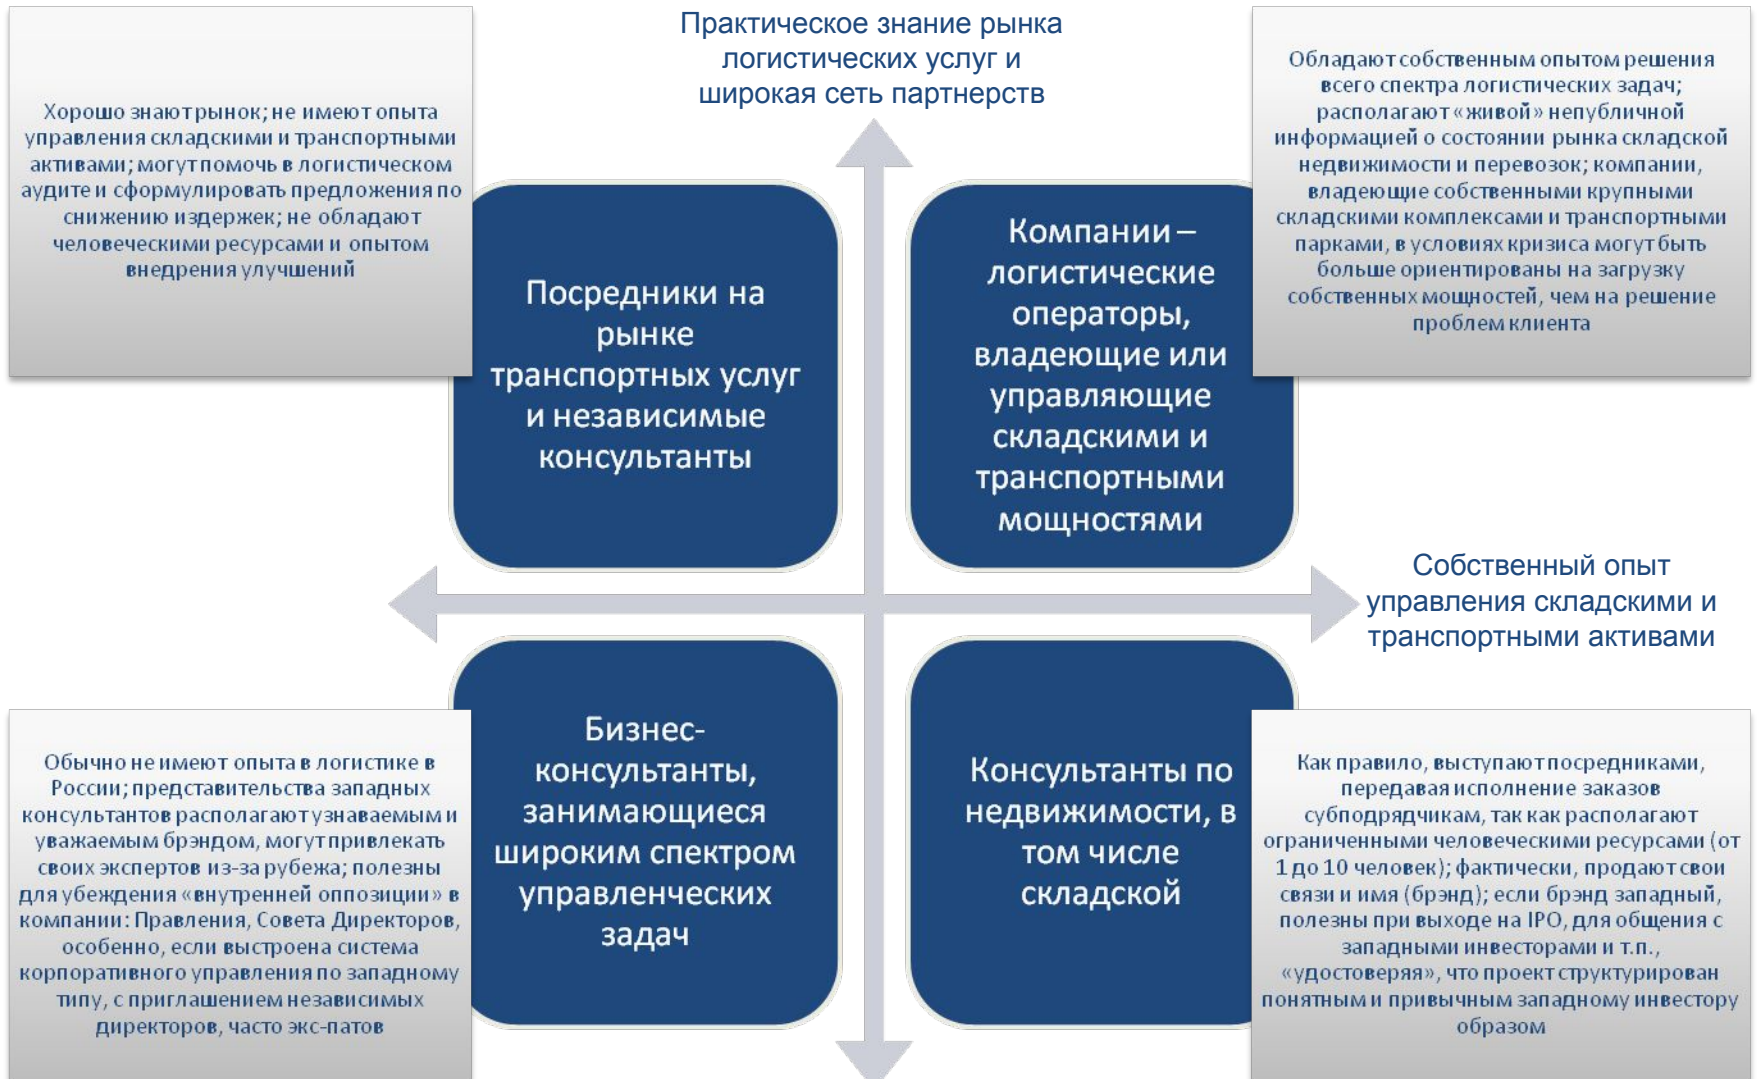 Практическое знание рынка
логистических услуг и
широкая сеть партнерств
Хорошо знают рынок; не имеют опыта
управления складскими и транспортными
активами; могут помочь в логистическом
аудите и сформулировать предложения по
снижению издержек; не обладают
человеческими ресурсами и опытом
внедрения улучшений
Посредники на
рынке
транспортных услуг
и независимые
консультанты
Компании –
логистические
операторы,
владеющие или
управляющие
складскими и
транспортными
мощностями
Обладают собственным опытом решения
всего спектра логистических задач;
располагают «живой» непубличной
информацией о состоянии рынка складской
недвижимости и перевозок; компании,
владеющие собственными крупными
складскими комплексами и транспортными
парками, в условиях кризиса могут быть
больше ориентированы на загрузку
собственных мощностей, чем на решение
проблем клиента
Собственный опыт
управления складскими и
транспортными активами
Обычно не имеют опыта в логистике в
России; представительства западных
консультантов располагают узнаваемым и
уважаемым брэндом, могут привлекать
своих экспертов из-за рубежа; полезны
для убеждения «внутренней оппозиции» в
компании: Правления, Совета Директоров,
особенно, если выстроена система
корпоративного управления по западному
типу, с приглашением независимых
директоров, часто экс-патов
Бизнес-
консультанты,
занимающиеся
широким спектром
управленческих
задач
Консультанты по
недвижимости, в
том числе
складской
Как правило, выступают посредниками,
передавая исполнение заказов
субподрядчикам, так как располагают
ограниченными человеческими ресурсами (от
1 до 10 человек); фактически, продают свои
связи и имя (брэнд); если брэнд западный,
полезны при выходе на IPO, для общения с
западными инвесторами и т.п.,
«удостоверяя», что проект структурирован
понятным и привычным западному инвестору
образом